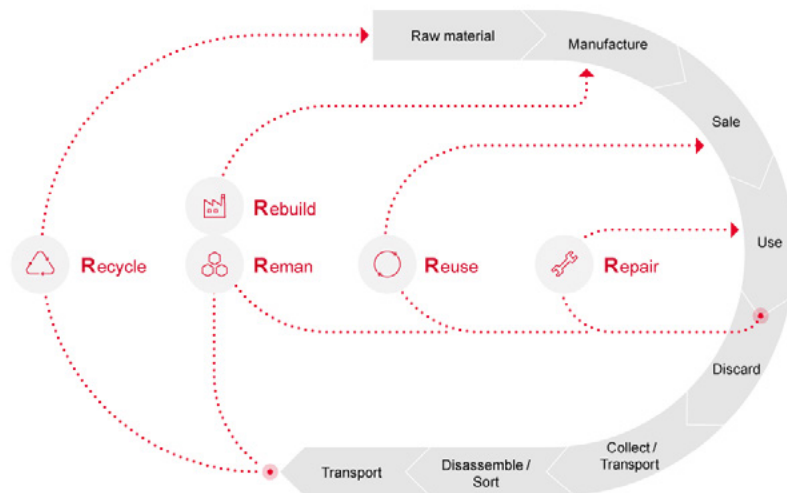 Raw material
Manufacture
Sale
Rebuild
Recycle
Reman
Reuse
Repair
Use
Discard
Collect /
Transport
Disassemble /
Sort
Transport